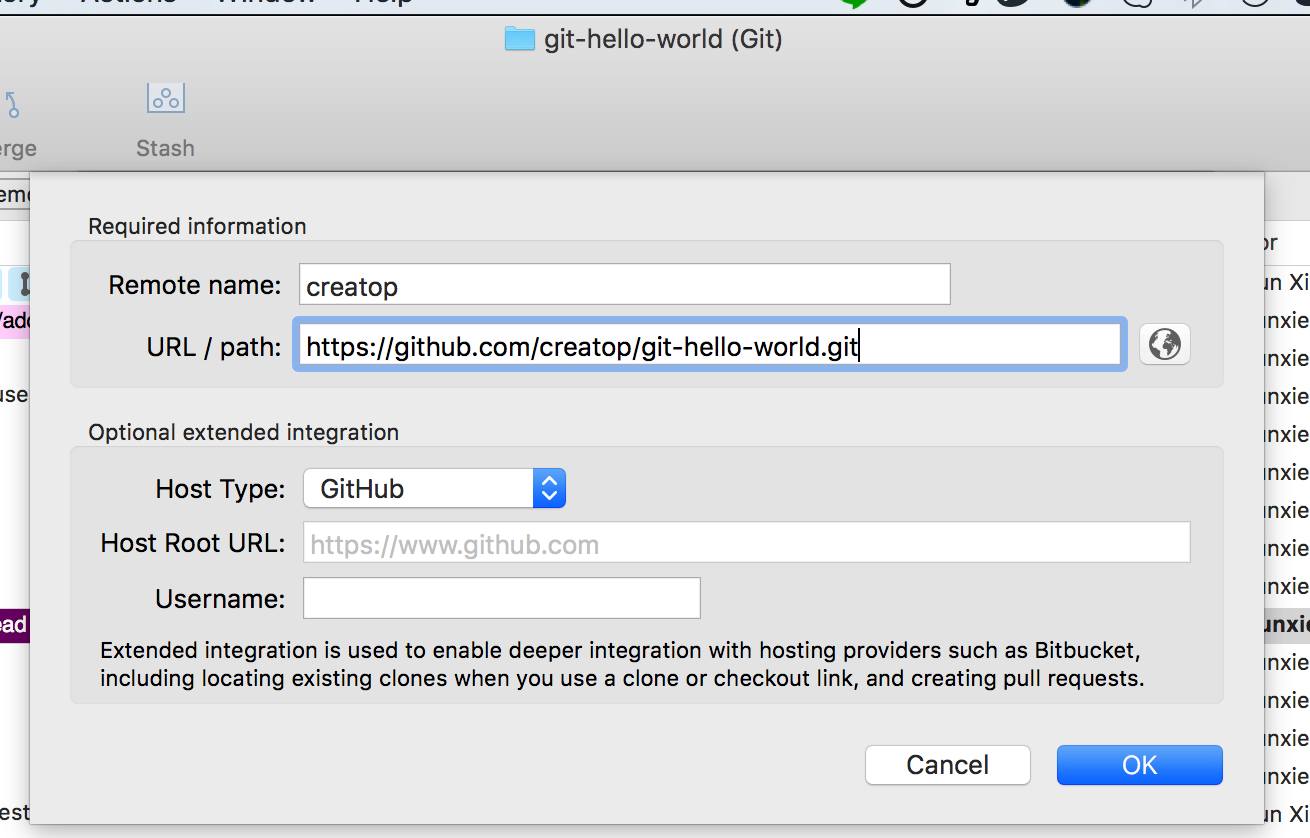 Actions Window Help
git-hello-world (Git)
Stash
Required information
Remote name: creatop
URL / path: https://github.com/creatop/git-hello-world.git
Optional extended integration
Host Type: GitHub
Host Root URL: https://www.github.com
Username:
Extended integration is used to enable deeper integration with hosting providers such as Bitbucket,
including locating existing clones when you use a clone or checkout link, and creating pull requests.
Cancel OK